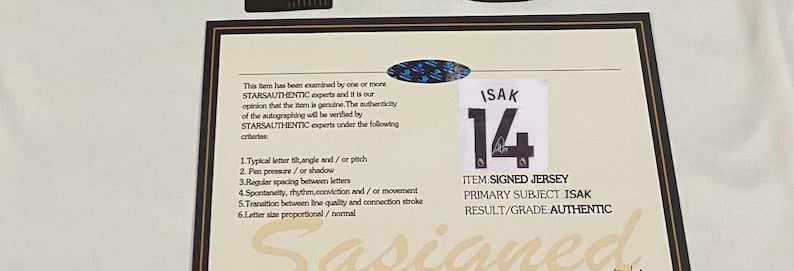 This item has been examined by one or more
STARSAUTHENTIC experts and it is our
opinion that the item is genuine.The authenticity
of the autographing will be verified by
STARSAUTHENTIC experts under the following
criterias:
1.Typical letter tilt,angle and / or pitch
2. Pen pressure / or shadow
3.Regular spacing between letters
4.Spontaneity, rhythm,conviction and / or movement
5.Transition between line quality and connection stroke
6.Letter size proportional / normal
ISAK
14
ITEM:SIGNED JERSEY
PRIMARY SUBJECT ISAK
RESULT/GRADE:AUTHENTIC
Sasigned